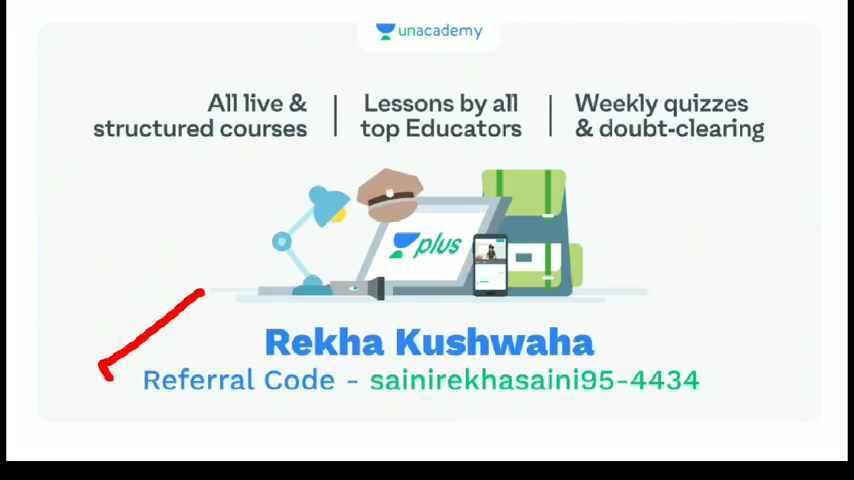 unacademy
All live &
structured courses
Lessons by all
top Educators
Weekly quizzes
& doubt-clearing
plus
Rekha Kushwaha
Referral Code - sainirekhasaini95-4434